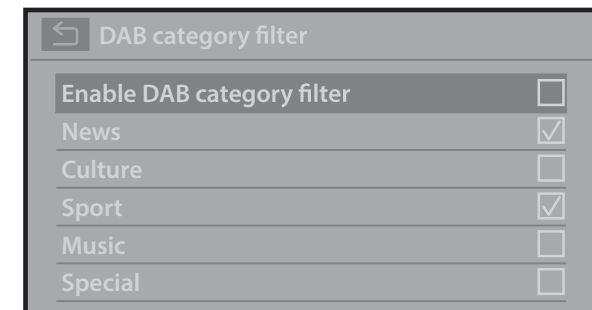 DAB category filter
Enable DAB category filter
News
Culture
Sport
Music
Special